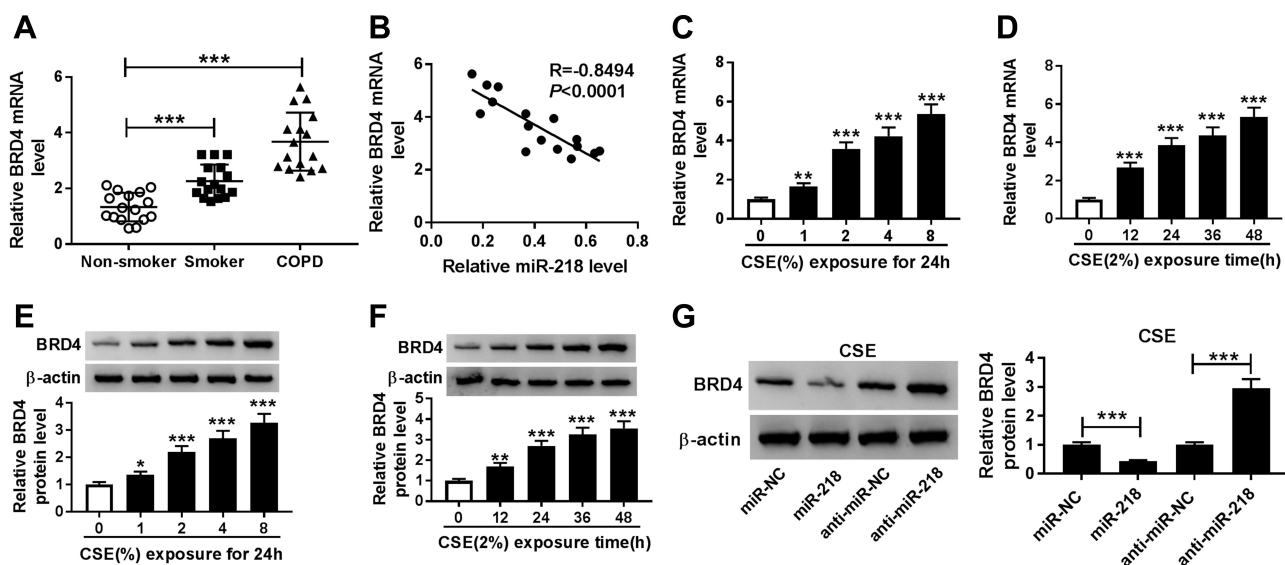 A
Relative BRD4 mRNA
level
6
4
2
0
***
***
Non-smoker
Smoker
COPD
B
Relative BRD4 mRNA
level
6
4
2
0
R=-0.8494
P<0.0001
0.0
0.2
0.4
0.6
0.8
Relative miR-218 level
C
Relative BRD4 mRNA
level
8
6
4
2
0
**
***
***
***
0
1
2
4
8
CSE(%) exposure for 24h
D
Relative BRD4 mRNA
level
8
6
4
2
0
***
***
***
***
0
12
24
36
48
CSE(2%) exposure time(h)
E
BRD4
β-actin
Relative BRD4
protein level
4
3
2
1
0
*
***
***
***
0
1
2
4
8
CSE(%) exposure for 24h
F
BRD4
β-actin
Relative BRD4
protein level
5
4
3
2
1
0
**
***
***
***
0
12
24
36
48
CSE(2%) exposure time(h)
G
CSE
BRD4
β-actin
miR-NC
miR-218
anti-miR-NC
anti-miR-218
CSE
Relative BRD4
protein level
4
3
2
1
0
***
***
miR-NC
miR-218
anti-miR-NC
anti-miR-218